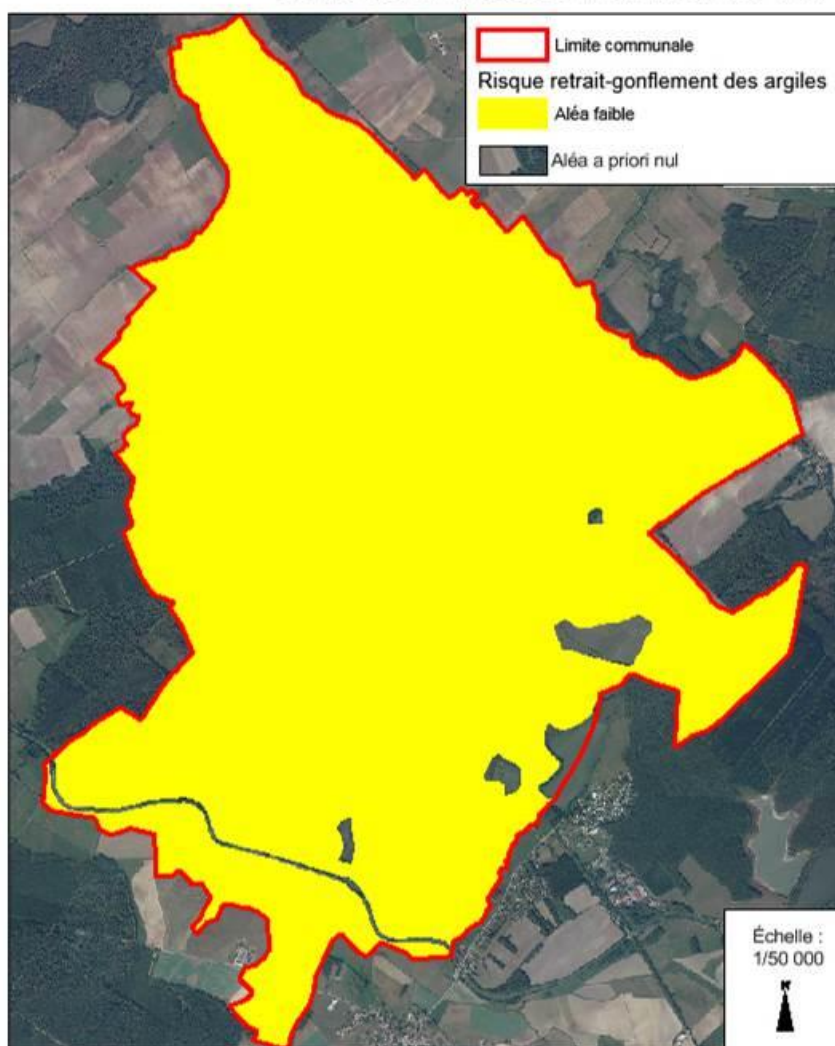 Limite communale
Risque retrait-gonflement des argiles
Aléa faible
Aléa a priori nul
Échelle :
1/50 000
N